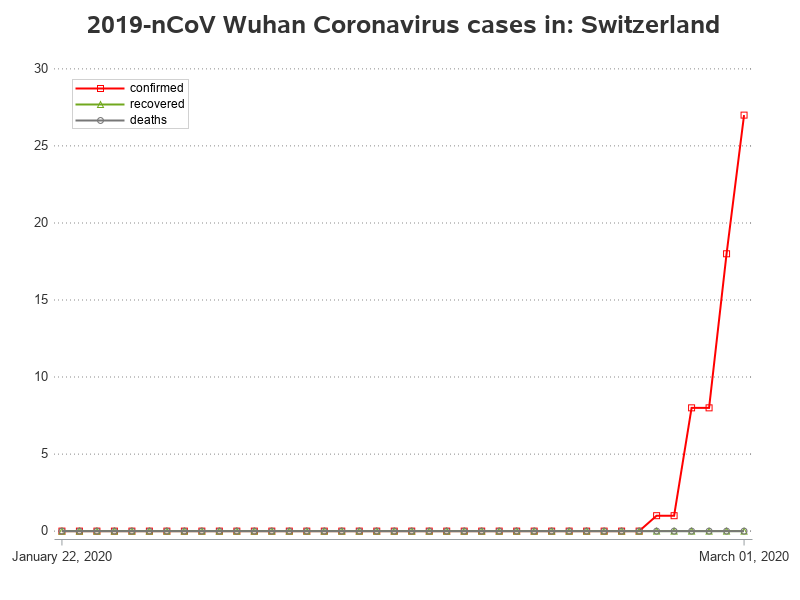 2019-nCoV Wuhan Coronavirus cases in: Switzerland
30
confirmed
recovered
deaths
25
20
15
10
5
0
January 22, 2020
March 01, 2020